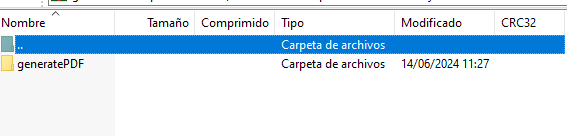 Nombre Tamaño Comprimido Tipo Modificado CRC32
.. Carpeta de archivos
generatePDF Carpeta de archivos 14/06/2024 11:27